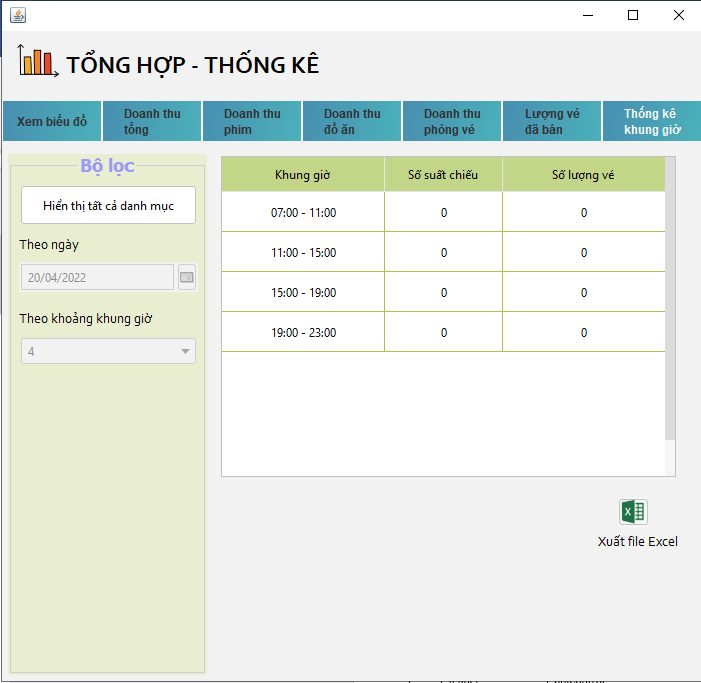 TỔNG HỢP - THỐNG KÊ
Xem biểu đồ
Doanh thu
tổng
Doanh thu
phim
Doanh thu
đồ ăn
Doanh thu
phòng vé
Lượng vé
đã bán
Thống kê
khung giờ
Bộ lọc
Hiển thị tất cả danh mục
Theo ngày
20/04/2022
Theo khoảng khung giờ
4
Khung giờ Số suất chiếu Số lượng vé
07:00 - 11:00 0 0
11:00 - 15:00 0 0
15:00 - 19:00 0 0
19:00 - 23:00 0 0
Xuất file Excel